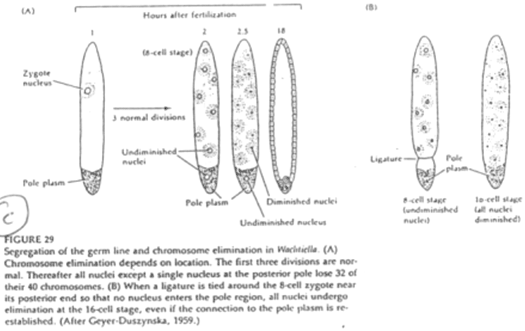 (A)
Hours after fertilization
(B)
1
2
2.5
18
(8-cell stage)
Zygote
nucleus
3 normal divisions
Undiminished
nuclei
Pole plasm
Pole plasm
Diminished nuclei
Undiminished nucleus
Ligature
Pole
plasm
8-cell stage
(undiminished
nuclei)
16-cell stage
(all nuclei
diminished)
C
FIGURE 29
Segregation of the germ line and chromosome elimination in Wachtiella. (A)
Chromosome elimination depends on location. The first three divisions are nor-
mal. Thereafter all nuclei except a single nucleus at the posterior pole lose 32 of
their 40 chromosomes. (B) When a ligature is tied around the 8-cell zygote near
its posterior end so that no nucleus enters the pole region, all nuclei undergo
elimination at the 16-cell stage, even if the connection to the pole plasm is re-
established. (After Geyer-Duszynska, 1959.)